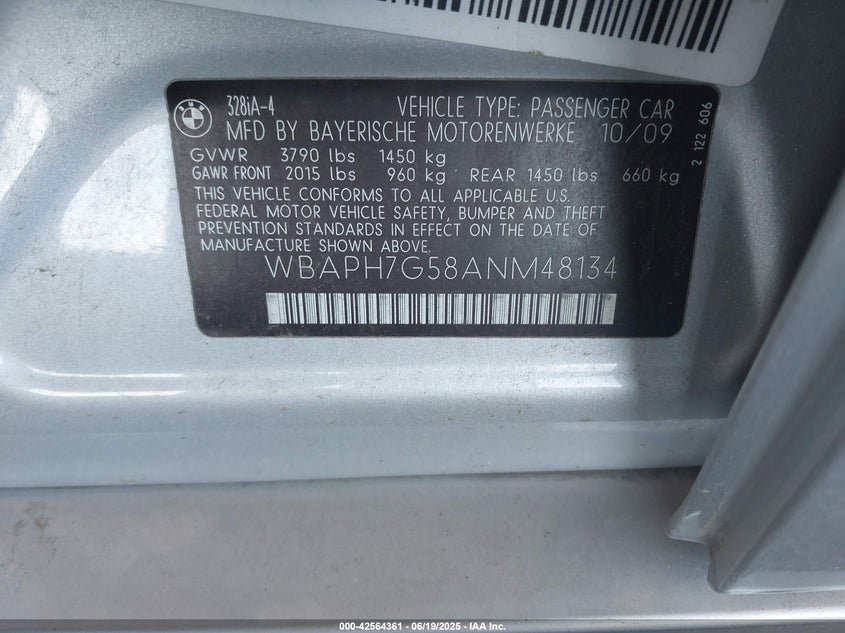 BMW
328iA-4
VEHICLE TYPE: PASSENGER CAR
MFD BY BAYERISCHE MOTORENWERKE 10/09
GVWR 3790 lbs 1450 kg
GAWR FRONT 2015 lbs 960 kg REAR 1450 lbs 660 kg
THIS VEHICLE CONFORMS TO ALL APPLICABLE U.S.
FEDERAL MOTOR VEHICLE SAFETY, BUMPER AND THEFT
PREVENTION STANDARDS IN EFFECT ON THE DATE OF
MANUFACTURE SHOWN ABOVE.
WBAPH7G58ANM48134
2 122 606
000-42564361 - 06/19/2025 - IAA Inc.